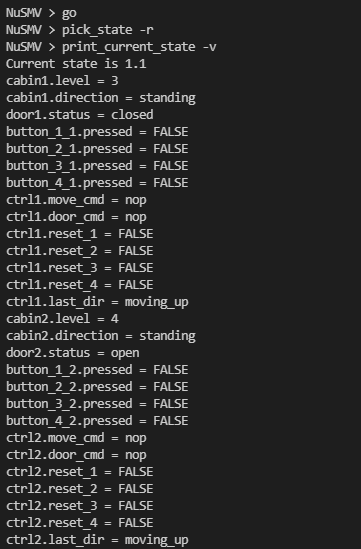 NuSMV > go
NuSMV > pick_state -r
NuSMV > print_current_state -v
Current state is 1.1
cabin1.level = 3
cabin1.direction = standing
door1.status = closed
button_1_1.pressed = FALSE
button_2_1.pressed = FALSE
button_3_1.pressed = FALSE
button_4_1.pressed = FALSE
ctrl1.move_cmd = nop
ctrl1.door_cmd = nop
ctrl1.reset_1 = FALSE
ctrl1.reset_2 = FALSE
ctrl1.reset_3 = FALSE
ctrl1.reset_4 = FALSE
ctrl1.last_dir = moving_up
cabin2.level = 4
cabin2.direction = standing
door2.status = open
button_1_2.pressed = FALSE
button_2_2.pressed = FALSE
button_3_2.pressed = FALSE
button_4_2.pressed = FALSE
ctrl2.move_cmd = nop
ctrl2.door_cmd = nop
ctrl2.reset_1 = FALSE
ctrl2.reset_2 = FALSE
ctrl2.reset_3 = FALSE
ctrl2.reset_4 = FALSE
ctrl2.last_dir = moving_up